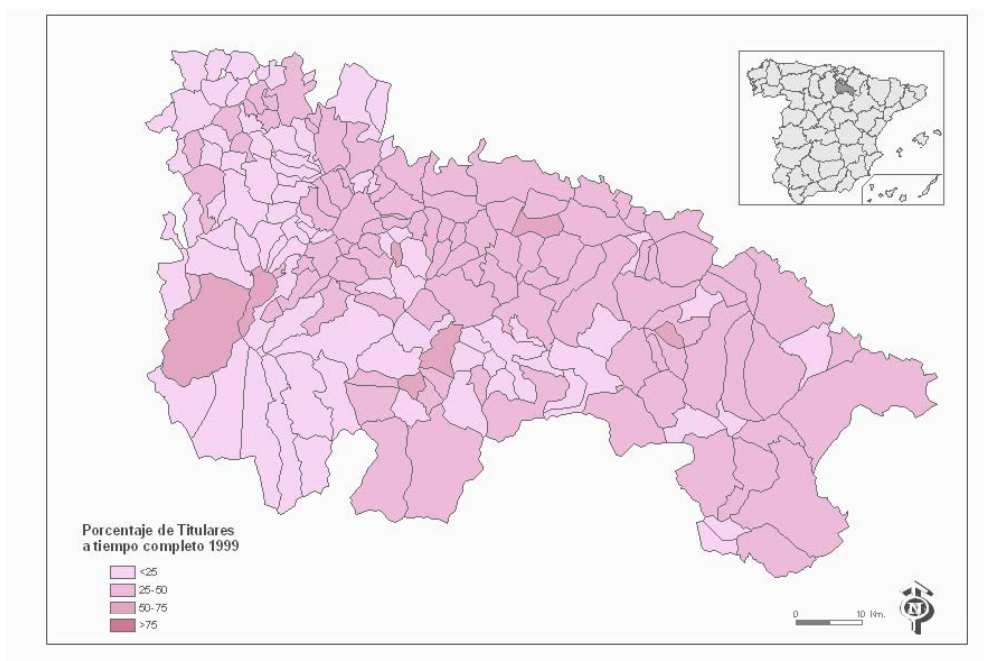 Porcentaje de Titulares
a tiempo completo 1999
<25
25-50
50-75
>75
0 10 Km.
N